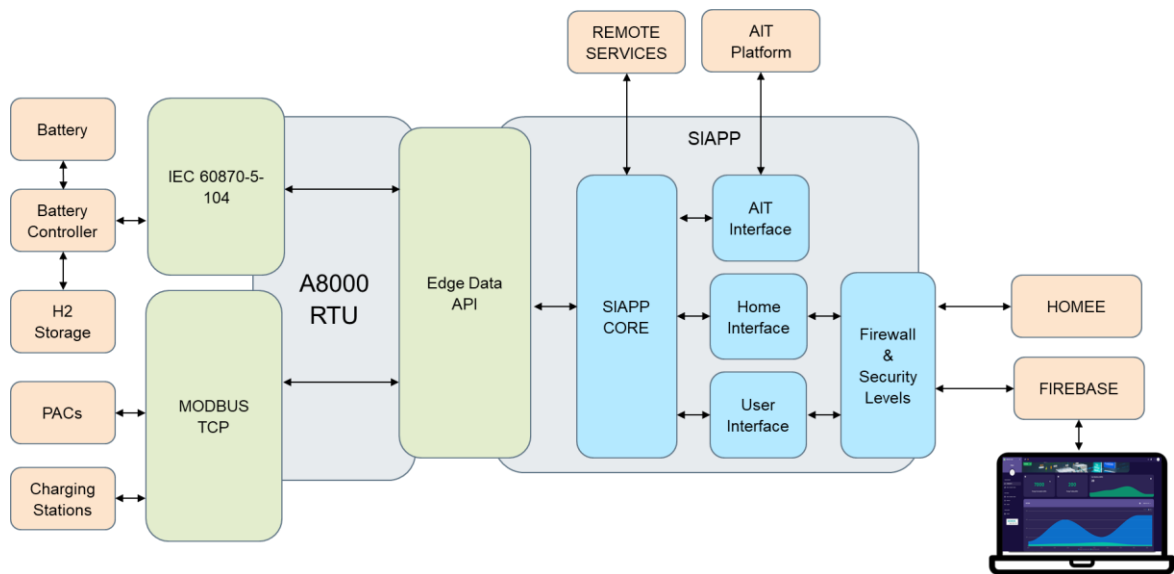 REMOTE
SERVICES
AIT
Platform
Battery
IEC 60870-5-
104
SIAPP
Battery
Controller
AIT
Interface
H2
Storage
A8000
RTU
Edge Data
API
SIAPP
CORE
Home
Interface
Firewall
&
Security
Levels
HOMEE
PACs
MODBUS
TCP
User
Interface
FIREBASE
Charging
Stations